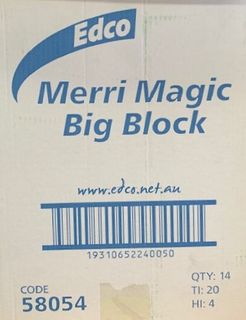 Edco
Merri Magic
Big Block
www.edco.net.au
19310652240050
CODE
58054
QTY: 14
TI: 20
HI: 4